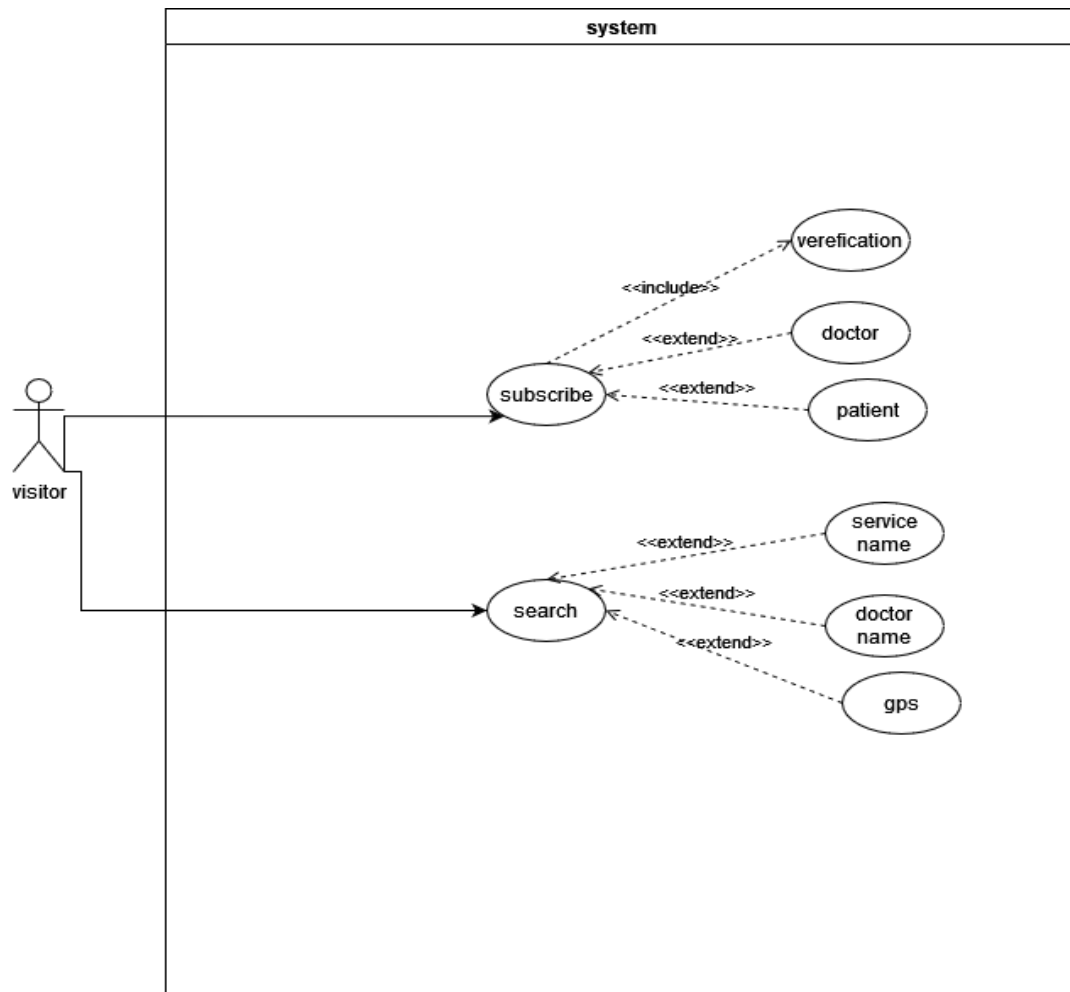 system
verefication
<<include>>
doctor
<<extend>>
subscribe
<<extend>>
patient
visitor
service
name
<<extend>>
search
<<extend>>
doctor
name
<<extend>>
gps